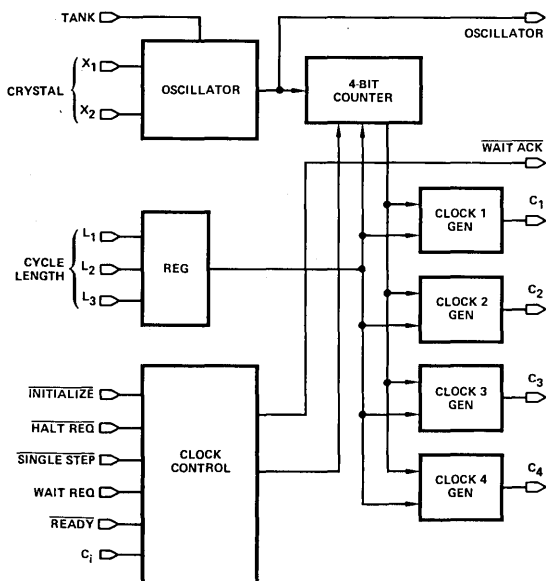 TANK
OSCILLATOR
CRYSTAL
X1
X2
OSCILLATOR
4-BIT
COUNTER
WAIT ACK
CYCLE
LENGTH
L1
L2
L3
REG
CLOCK 1
GEN
C1
CLOCK 2
GEN
C2
CLOCK 3
GEN
C3
CLOCK 4
GEN
C4
INITIALIZE
HALT REQ
SINGLE STEP
WAIT REQ
READY
Ci
CLOCK
CONTROL